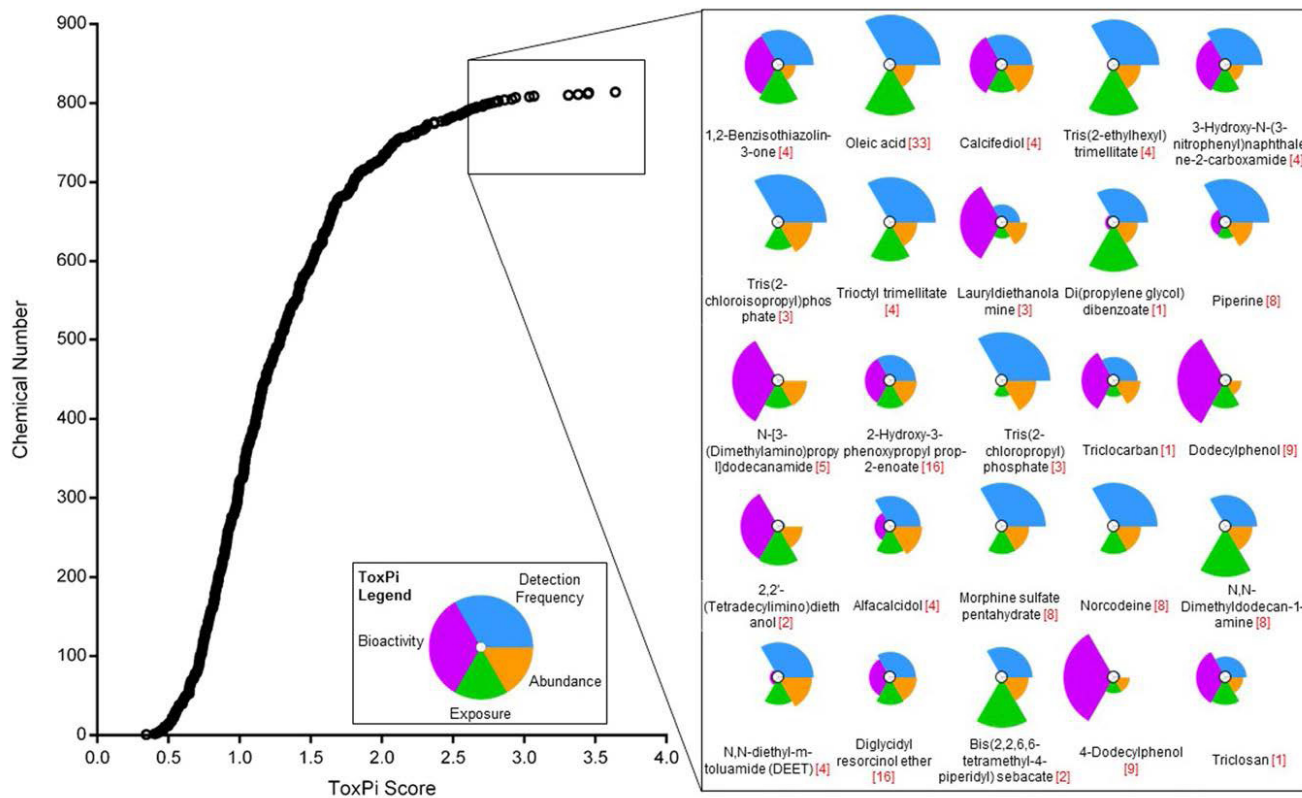 900
800
700
600
500
400
300
200
100
0
Chemical Number
0.0 0.5 1.0 1.5 2.0 2.5 3.0 3.5 4.0
ToxPi Score
ToxPi
Legend
Detection
Frequency
Bioactivity
Abundance
Exposure
1,2-Benzisothiazolin-
3-one [4]
Oleic acid [33]
Calcifediol [4]
Tris(2-ethylhexyl)
trimellitate [4]
3-Hydroxy-N-(3-
nitrophenyl)naphthale
ne-2-carboxamide [4]
Tris(2-
chloroisopropyl)phos
phate [3]
Trioctyl trimellitate
[4]
Lauryldiethanola
mine [3]
Di(propylene glycol)
dibenzoate [1]
Piperine [8]
N-[3-
(Dimethylamino)propy
l]dodecanamide [5]
2-Hydroxy-3-
phenoxypropyl prop-
2-enoate [16]
Tris(2-
chloropropyl)
phosphate [3]
Triclocarban [1]
Dodecylphenol [9]
2,2'-
(Tetradecylimino)dieth
anol [2]
Alfacalcidol [4]
Morphine sulfate
pentahydrate [8]
Norcodeine [8]
N,N-
Dimethyldodecan-1-
amine [8]
N,N-diethyl-m-
toluamide (DEET) [4]
Diglycidyl
resorcinol ether
[16]
Bis(2,2,6,6-
tetramethyl-4-
piperidyl) sebacate [2]
4-Dodecylphenol
[9]
Triclosan [1]